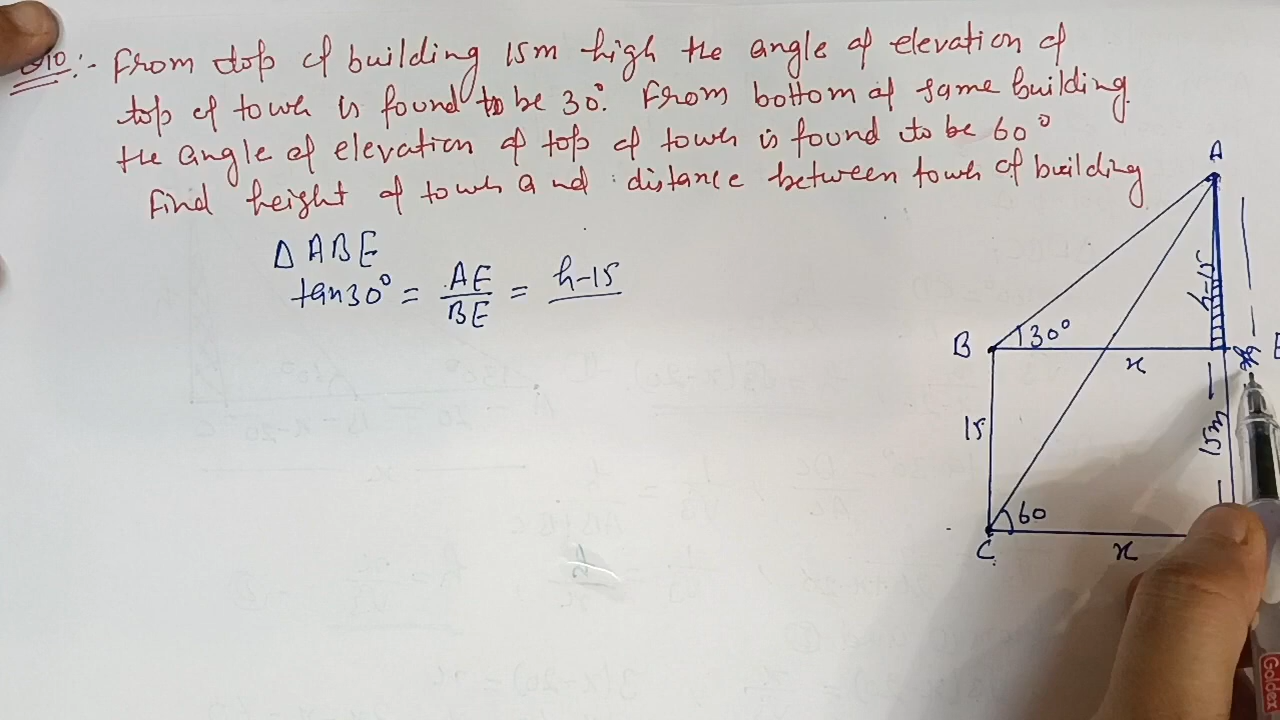 Q10:- From top of building 15m high the angle of elevation of
top of tower is found to be 30°. From bottom of same building
the angle of elevation of top of tower is found to be 60°
Find height of tower and distance between tower of building
Δ ABE
tan30° = AE/BE = h-15
A
h-15
B
30°
x
E
15
15m
60
C
x
Goldex